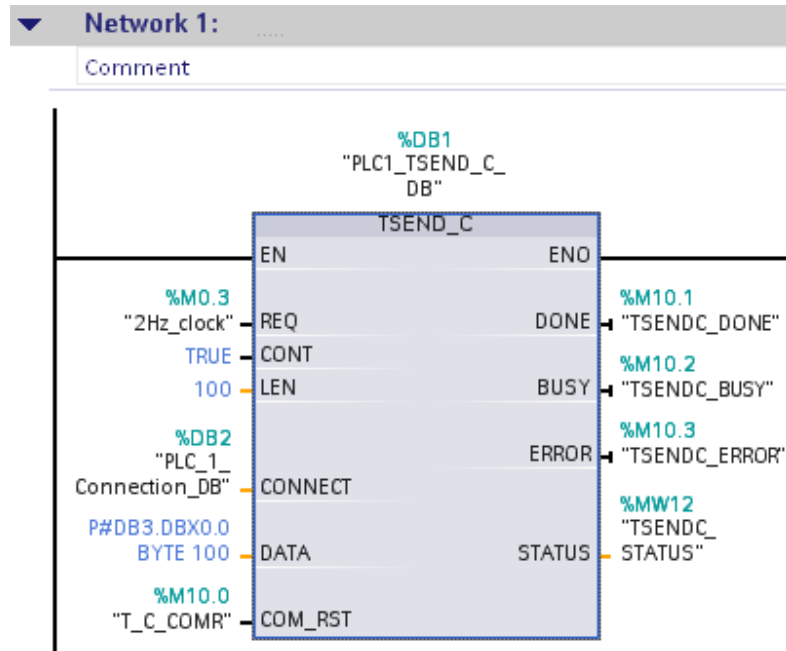 Network 1: .....
Comment
%DB1
"PLC1_TSEND_C_
DB"
TSEND_C
EN ENO
%M0.3
"2Hz_clock" REQ
DONE
%M10.1
"TSENDC_DONE"
TRUE CONT
100 LEN
BUSY
%M10.2
"TSENDC_BUSY"
ERROR
%M10.3
"TSENDC_ERROR"
%DB2
"PLC_1_
Connection_DB" CONNECT
P#DB3.DBX0.0
BYTE 100 DATA
STATUS
%MW12
"TSENDC_
STATUS"
%M10.0
"T_C_COMR" COM_RST